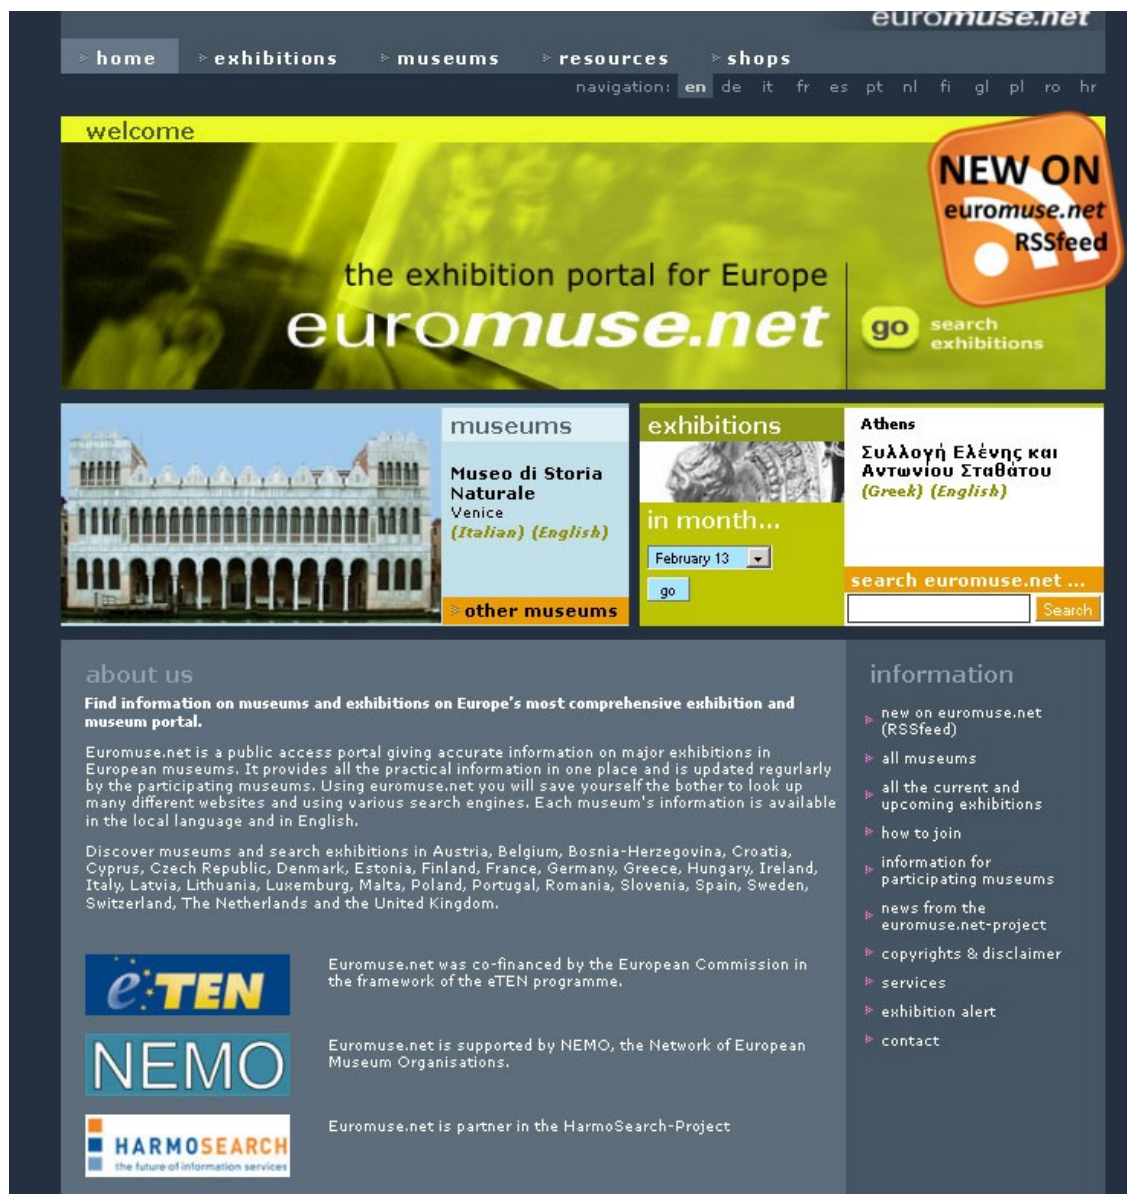 euromuse.net
home exhibitions museums resources shops
navigation: en de it fr es pt nl fi gl pl ro hr
welcome
NEW ON
euromuse.net
RSSfeed
the exhibition portal for Europe
euromuse.net
go search
exhibitions
museums
Museo di Storia
Naturale
Venice
(Italian) (English)
other museums
exhibitions
in month...
February 13
go
Athens
Συλλογή Ελένης και
Αντωνίου Σταθάτου
(Greek) (English)
search euromuse.net ...
Search
about us
Find information on museums and exhibitions on Europe's most comprehensive exhibition and
museum portal.
Euromuse.net is a public access portal giving accurate information on major exhibitions in
European museums. It provides all the practical information in one place and is updated regurlarly
by the participating museums. Using euromuse.net you will save yourself the bother to look up
many different websites and using various search engines. Each museum's information is available
in the local language and in English.
Discover museums and search exhibitions in Austria, Belgium, Bosnia-Herzegovina, Croatia,
Cyprus, Czech Republic, Denmark, Estonia, Finland, France, Germany, Greece, Hungary, Ireland,
Italy, Latvia, Lithuania, Luxemburg, Malta, Poland, Portugal, Romania, Slovenia, Spain, Sweden,
Switzerland, The Netherlands and the United Kingdom.
eTEN
Euromuse.net was co-financed by the European Commission in
the framework of the eTEN programme.
NEMO
Euromuse.net is supported by NEMO, the Network of European
Museum Organisations.
HARMOSEARCH
the future of information services
Euromuse.net is partner in the HarmoSearch-Project
information
new on euromuse.net
(RSSfeed)
all museums
all the current and
upcoming exhibitions
how to join
information for
participating museums
news from the
euromuse.net-project
copyrights & disclaimer
services
exhibition alert
contact